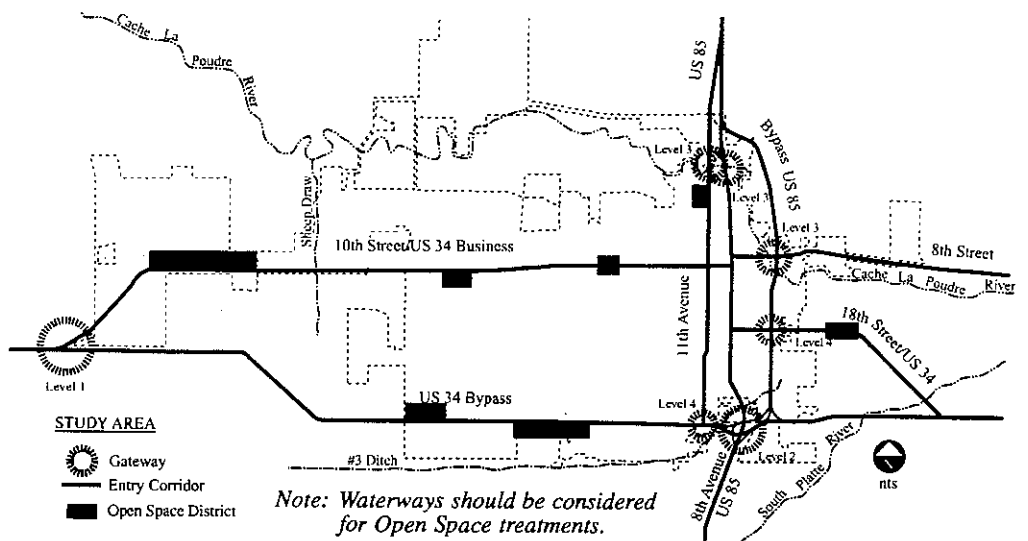 Cache La
Poudre
River
US 85
Bypass US 85
Level 3
Level 3
Level 3
Sheep Draw
10th Street/US 34 Business
8th Street
Cache La Poudre River
11th Avenue
Level 4
18th Street/US 34
Level 1
US 34 Bypass
Level 4
STUDY AREA
Gateway
Entry Corridor
Open Space District
#3 Ditch
8th Avenue
US 85
Level 2
South Platte River
nts
Note: Waterways should be considered
for Open Space treatments.